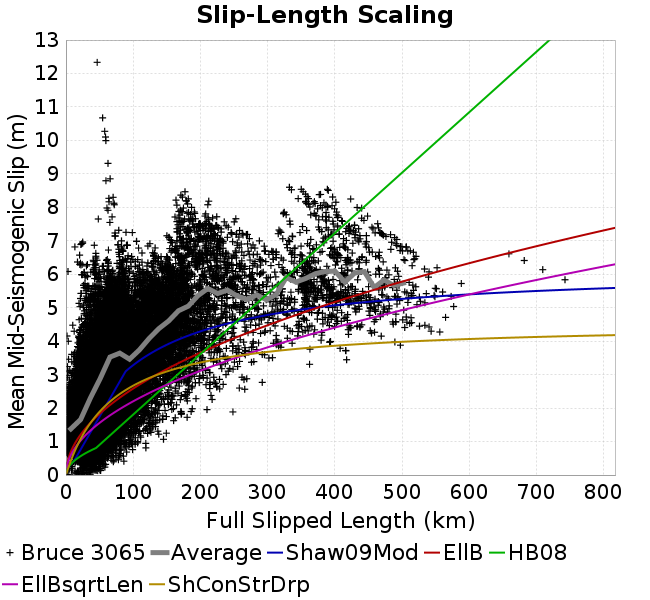 Slip-Length Scaling
Mean Mid-Seismogenic Slip (m)
13
12
11
10
9
8
7
6
5
4
3
2
1
0
0 100 200 300 400 500 600 700 800
Full Slipped Length (km)
Bruce 3065 Average Shaw09Mod EllB HB08
EllBsqrtLen ShConStrDrp